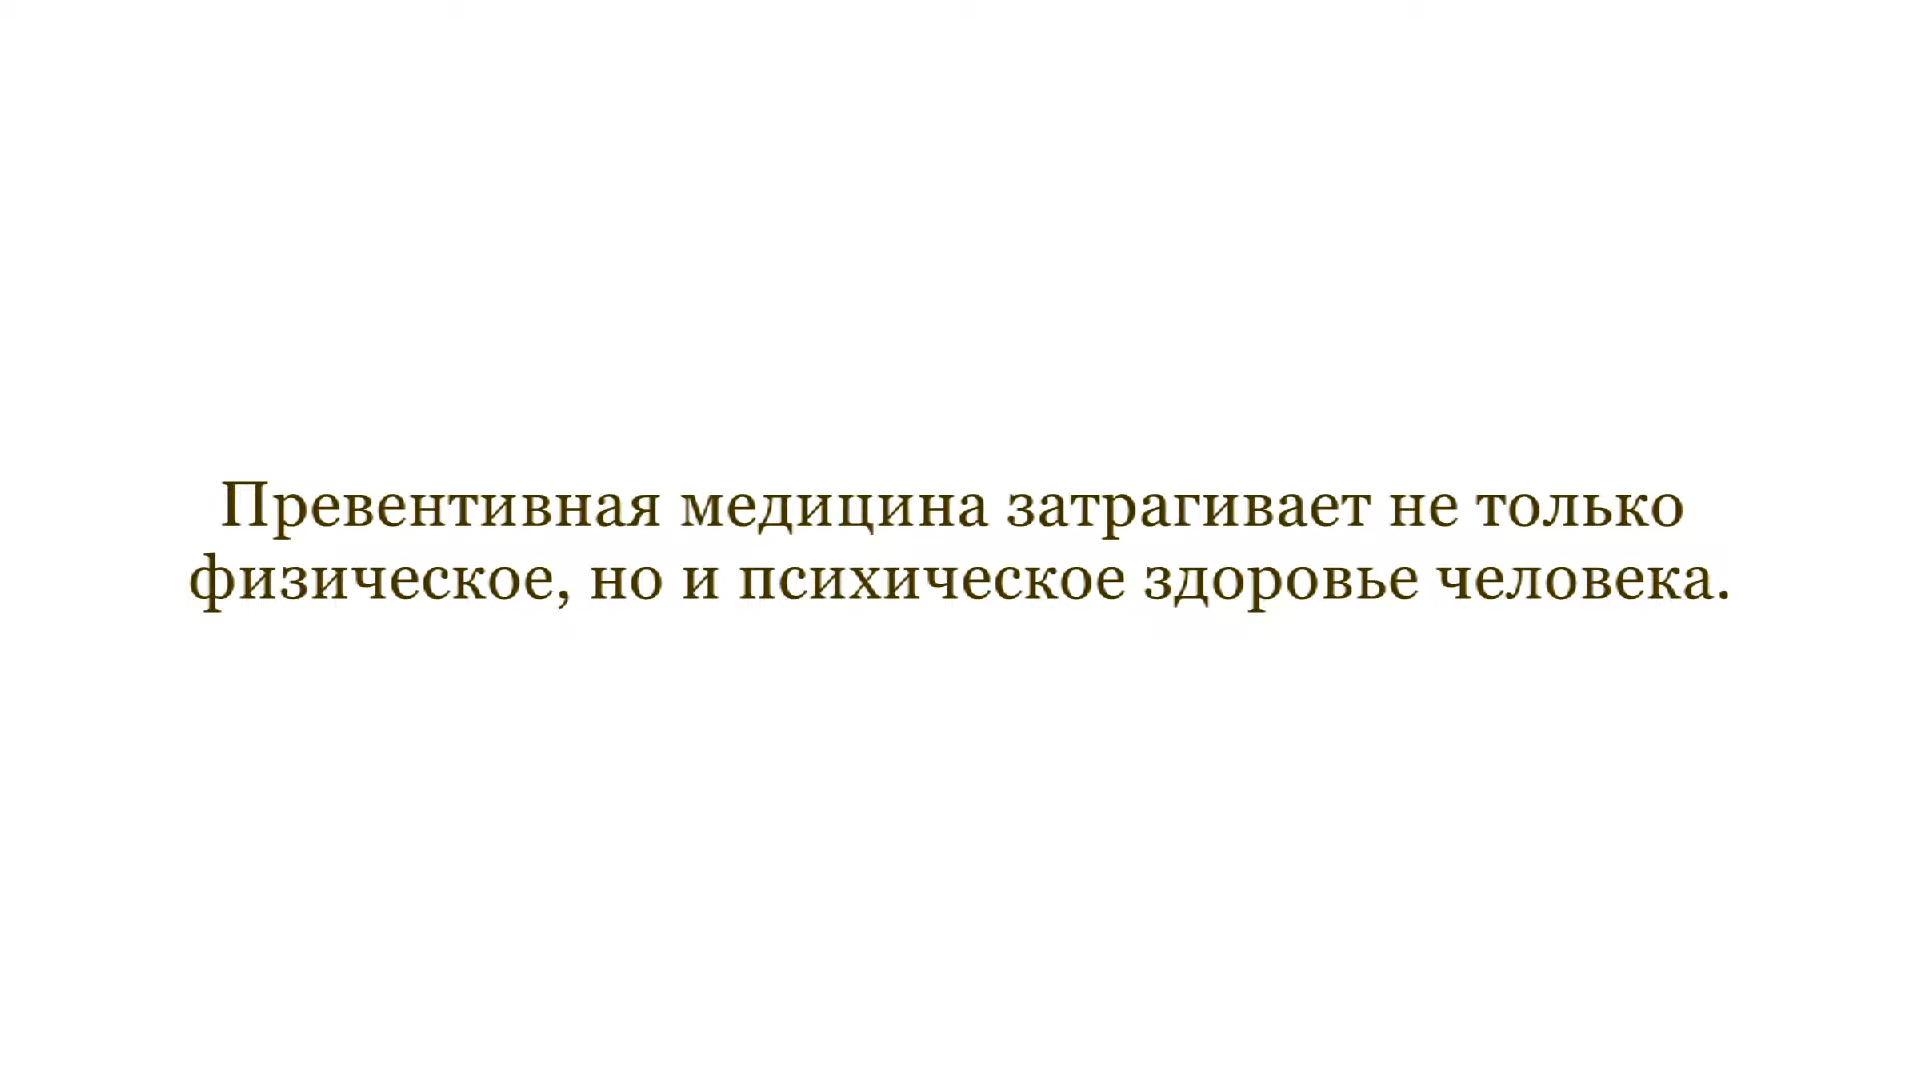 Превентивная медицина затрагивает не только
физическое, но и психическое здоровье человека.